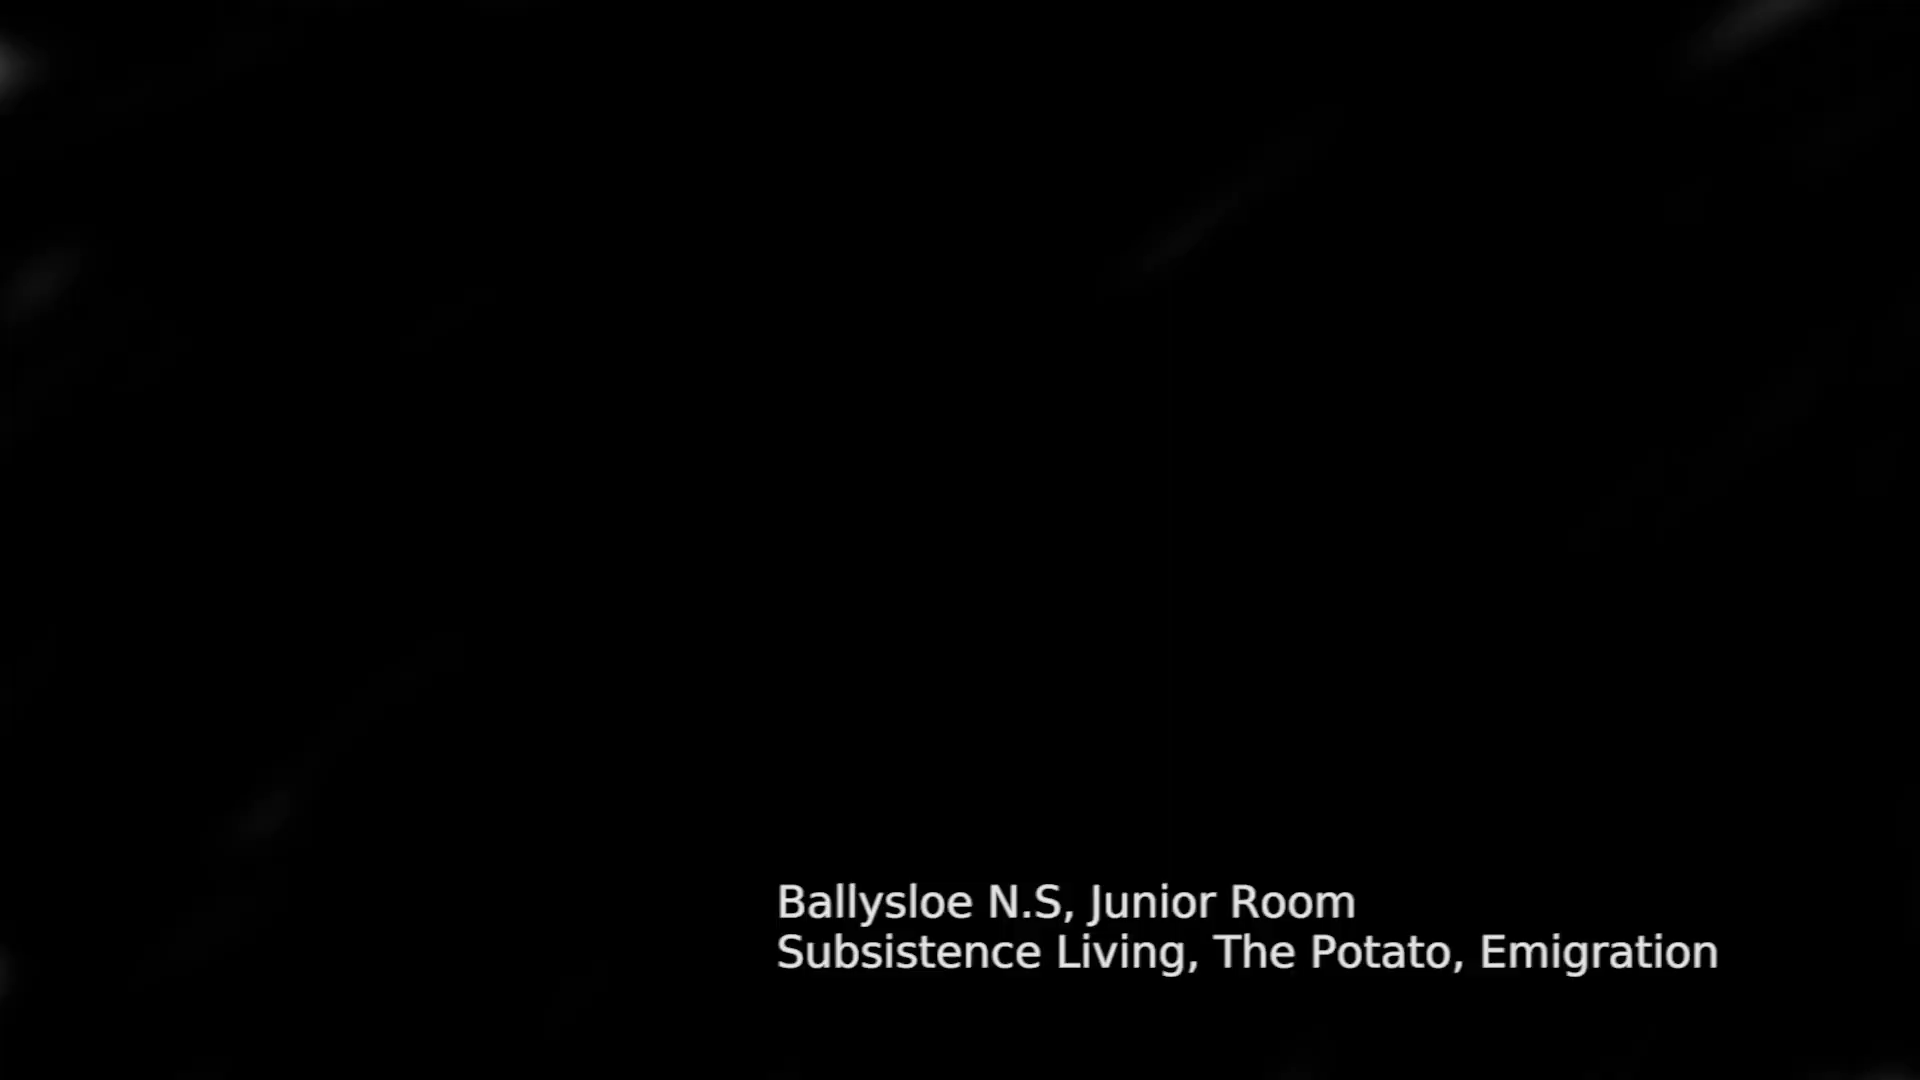 Ballysloe N.S, Junior Room
Subsistence Living, The Potato, Emigration